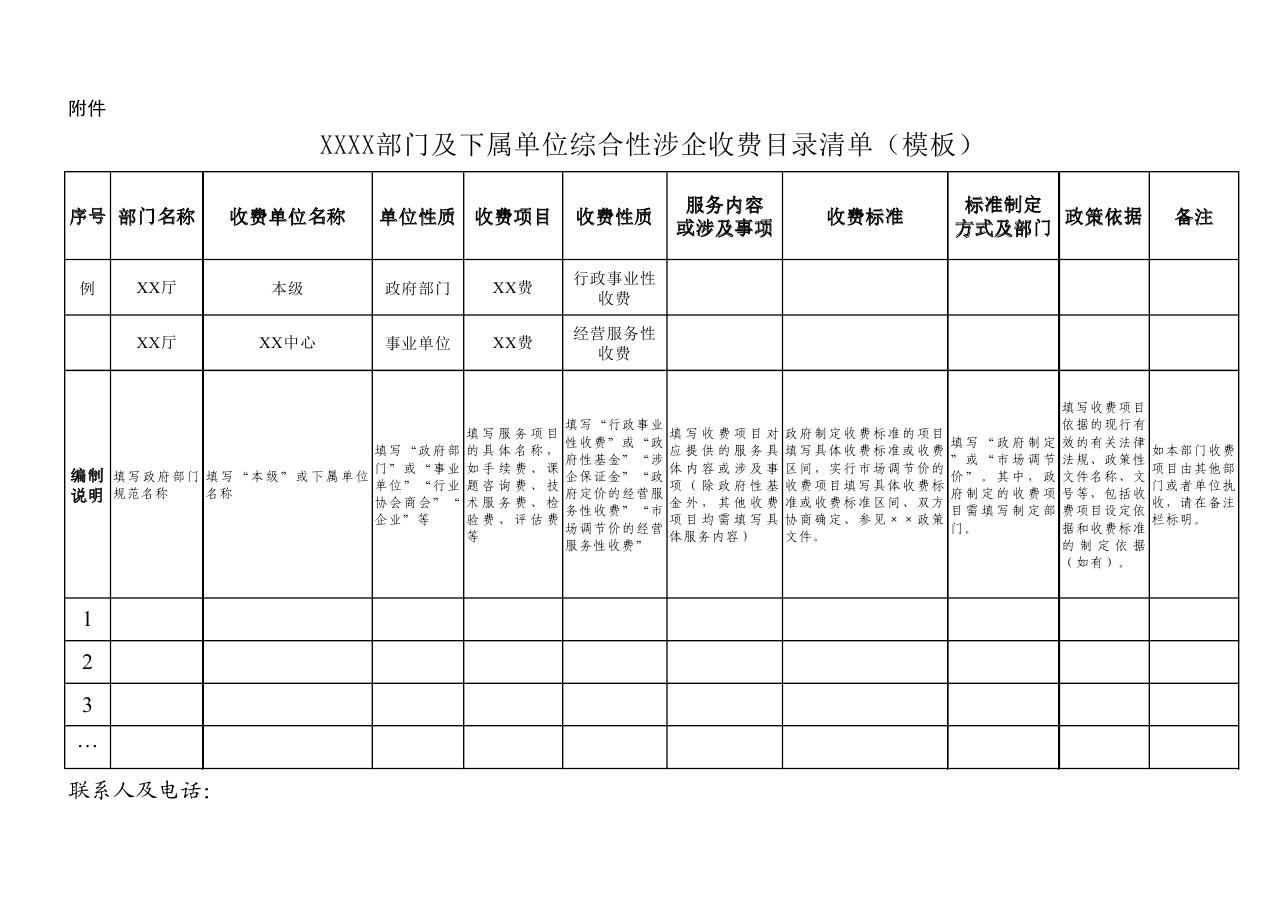 附件
XXXX部门及下属单位综合性涉企收费目录清单（模板）
序号
部门名称
收费单位名称
单位性质
收费项目
收费性质
服务内容
或涉及事项
收费标准
标准制定
方式及部门
政策依据
备注
例
XX厅
本级
政府部门
XX费
行政事业性
收费
XX厅
XX中心
事业单位
XX费
经营服务性
收费
编制
说明
填写政府部门
规范名称
填写“本级”或下属单位
名称
填写“政府部
门”或“事业
单位”“行业
协会商会”“
企业”等
填写服务项目
的具体名称，
如手续费、课
题咨询费、技
术服务费、检
验费、评估费
等
填写“行政事业
性收费”或“政
府性基金”“涉
企保证金”“政
府定价的经营服
务性收费”“市
场调节价的经营
服务性收费”
填写收费项目对
应提供的服务具
体内容或涉及事
项（除政府性基
金外，其他收费
项目均需填写具
体服务内容）
政府制定收费标准的项目
填写具体收费标准或收费
区间，实行市场调节价的
收费项目填写具体收费标
准或收费标准区间、双方
协商确定、参见××政策
文件。
填写“政府制定
”或“市场调节
价”。其中，政
府制定的收费项
目需填写制定部
门。
填写收费项目
依据的现行有
效的有关法律
法规、政策性
文件名称、文
号等，包括收
费项目设定依
据和收费标准
的制定依据
（如有）。
如本部门收费
项目由其他部
门或者单位执
收，请在备注
栏标明。
1
2
3
…
联系人及电话：